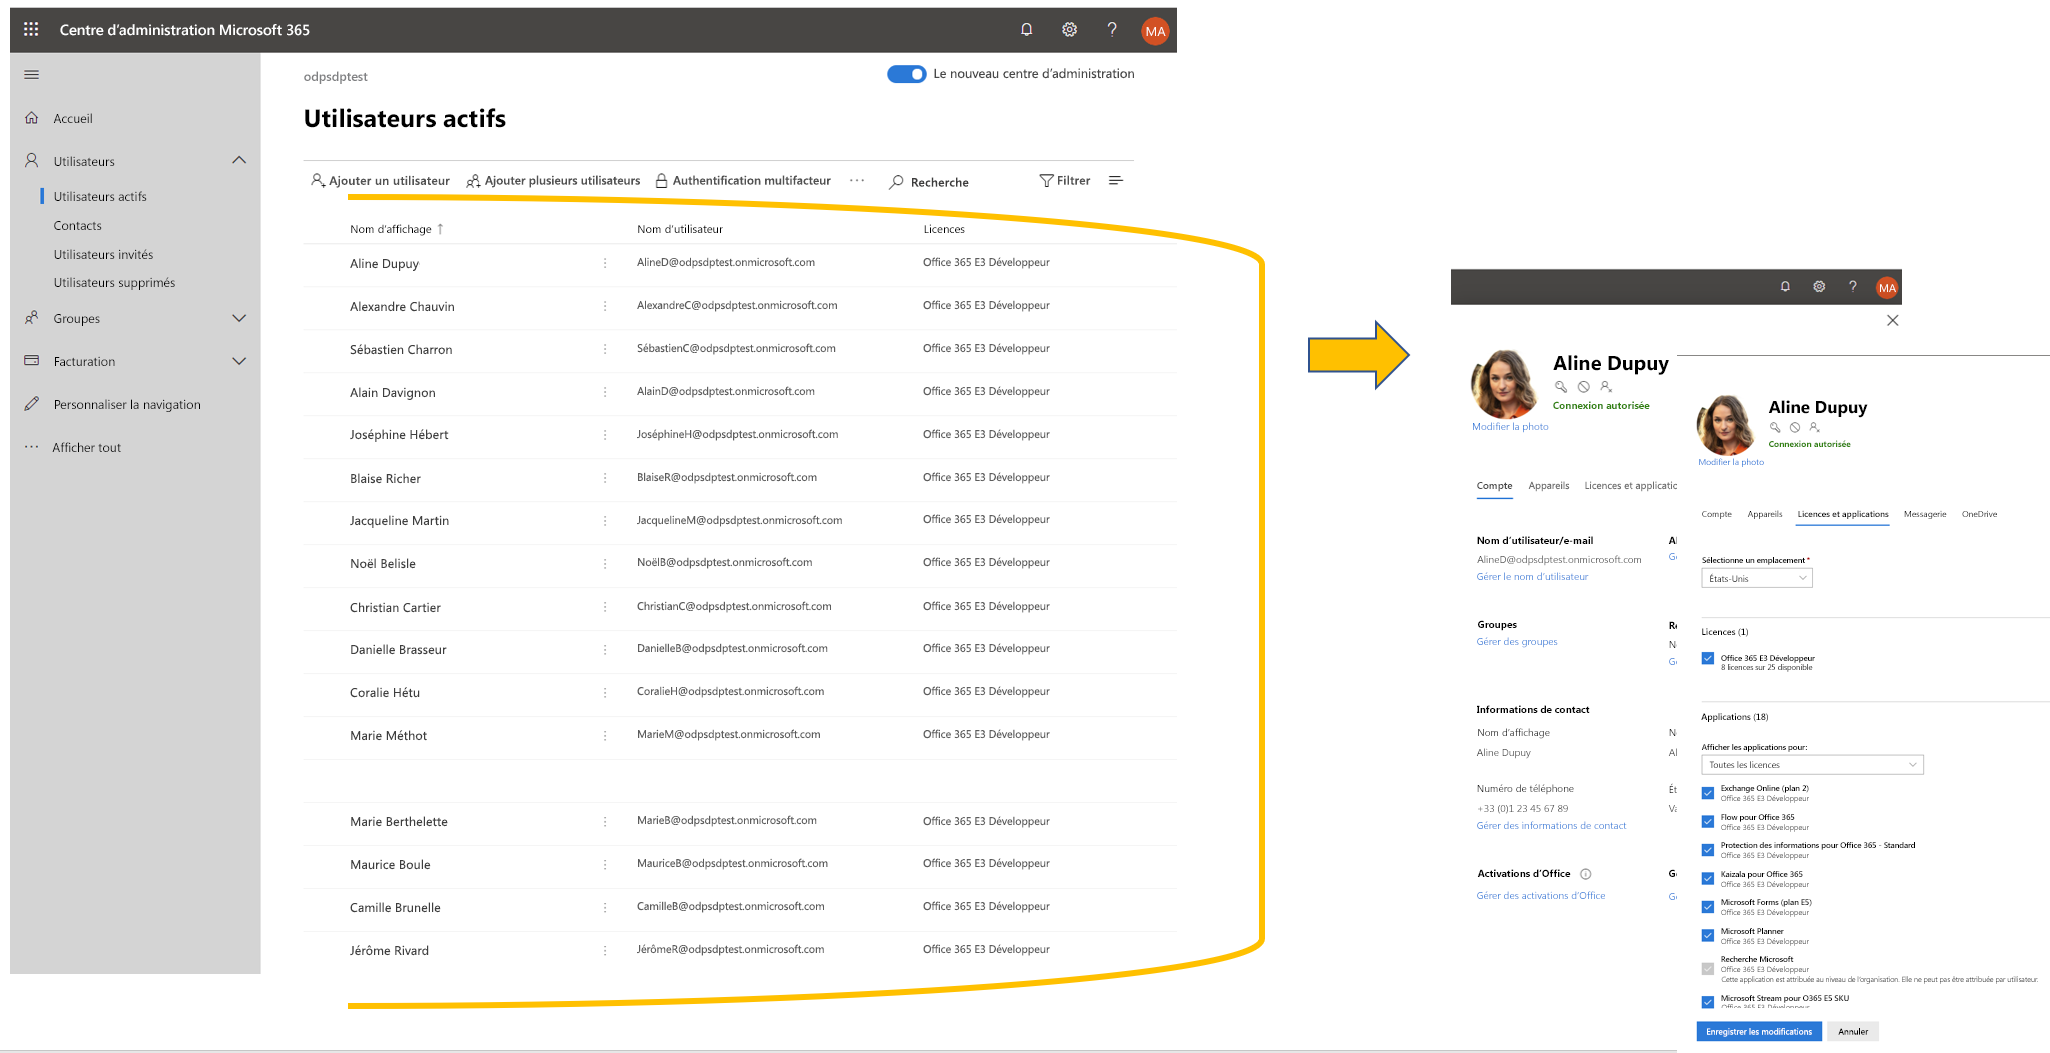 Centre d'administration Microsoft 365
?
MA
odpsdptest
Le nouveau centre d'administration
Accueil
Utilisateurs
Utilisateurs actifs
Contacts
Utilisateurs invités
Utilisateurs supprimés
Groupes
Facturation
Personnaliser la navigation
Afficher tout
Utilisateurs actifs
Ajouter un utilisateur Ajouter plusieurs utilisateurs Authentification multifacteur Recherche Filtrer
Nom d'affichage ↑ Nom d'utilisateur Licences
Aline Dupuy AlineD@odpsdptest.onmicrosoft.com Office 365 E3 Développeur
Alexandre Chauvin AlexandreC@odpsdptest.onmicrosoft.com Office 365 E3 Développeur
Sébastien Charron SébastienC@odpsdptest.onmicrosoft.com Office 365 E3 Développeur
Alain Davignon AlainD@odpsdptest.onmicrosoft.com Office 365 E3 Développeur
Joséphine Hébert JoséphineH@odpsdptest.onmicrosoft.com Office 365 E3 Développeur
Blaise Richer BlaiseR@odpsdptest.onmicrosoft.com Office 365 E3 Développeur
Jacqueline Martin JacquelineM@odpsdptest.onmicrosoft.com Office 365 E3 Développeur
Noël Belisle NoëlB@odpsdptest.onmicrosoft.com Office 365 E3 Développeur
Christian Cartier ChristianC@odpsdptest.onmicrosoft.com Office 365 E3 Développeur
Danielle Brasseur DanielleB@odpsdptest.onmicrosoft.com Office 365 E3 Développeur
Coralie Hétu CoralieH@odpsdptest.onmicrosoft.com Office 365 E3 Développeur
Marie Méthot MarieM@odpsdptest.onmicrosoft.com Office 365 E3 Développeur
Marie Berthelette MarieB@odpsdptest.onmicrosoft.com Office 365 E3 Développeur
Maurice Boule MauriceB@odpsdptest.onmicrosoft.com Office 365 E3 Développeur
Camille Brunelle CamilleB@odpsdptest.onmicrosoft.com Office 365 E3 Développeur
Jérôme Rivard JérômeR@odpsdptest.onmicrosoft.com Office 365 E3 Développeur
?
MA
Aline Dupuy
Connexion autorisée
Modifier la photo
Compte Appareils Licences et applicatic
Nom d'utilisateur/e-mail
AlineD@odpsdptest.onmicrosoft.com
Gérer le nom d'utilisateur
Groupes
Gérer des groupes
Informations de contact
Nom d'affichage
Aline Dupuy
Numéro de téléphone
+33 (0)1 23 45 67 89
Gérer des informations de contact
Activations d'Office
Gérer des activations d'Office
Aline Dupuy
Connexion autorisée
Modifier la photo
Compte Appareils Licences et applications Messagerie OneDrive
Sélectionne un emplacement*
États-Unis
Licences (1)
Office 365 E3 Développeur
8 licences sur 25 disponible
Applications (18)
Afficher les applications pour:
Toutes les licences
Exchange Online (plan 2)
Office 365 E3 Développeur
Flow pour Office 365
Office 365 E3 Développeur
Protection des informations pour Office 365 - Standard
Office 365 E3 Développeur
Kaizala pour Office 365
Office 365 E3 Développeur
Microsoft Forms (plan E5)
Office 365 E3 Développeur
Microsoft Planner
Office 365 E3 Développeur
Recherche Microsoft
Office 365 E3 Développeur
Cette application est attribuée au niveau de l'organisation. Elle ne peut pas être attribuée par utilisateur.
Microsoft Stream pour O365 E5 SKU
Office 365 E3 Développeur
Enregistrer les modifications Annuler